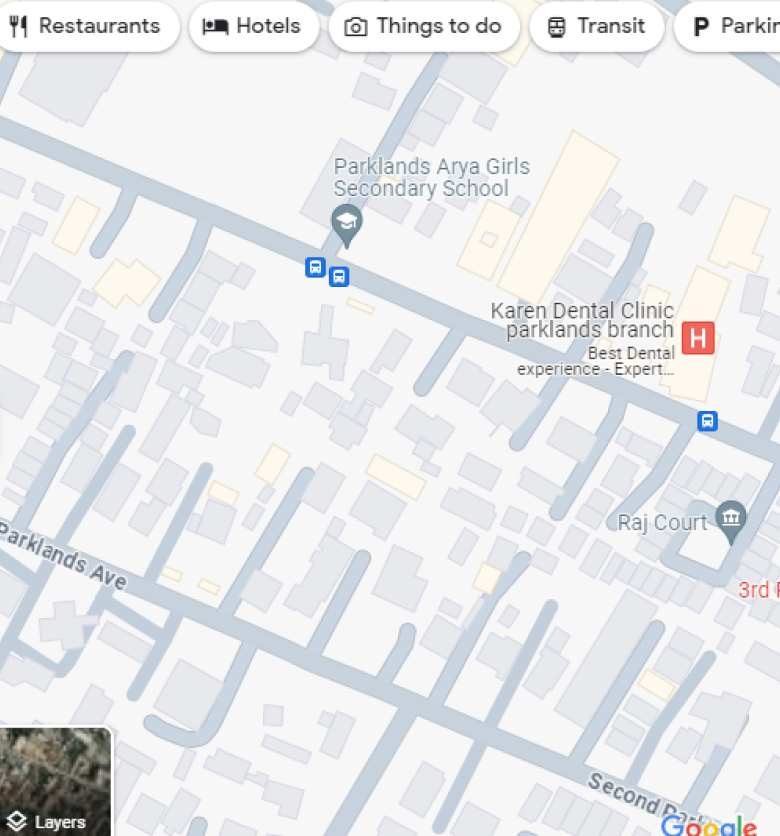 Restaurants
Hotels
Things to do
Transit
P Parkin
Parklands Arya Girls
Secondary School
Karen Dental Clinic
parklands branch
Best Dental
experience - Expert...
H
Raj Court
Parklands Ave
3rd
Second Par
Layers
Google